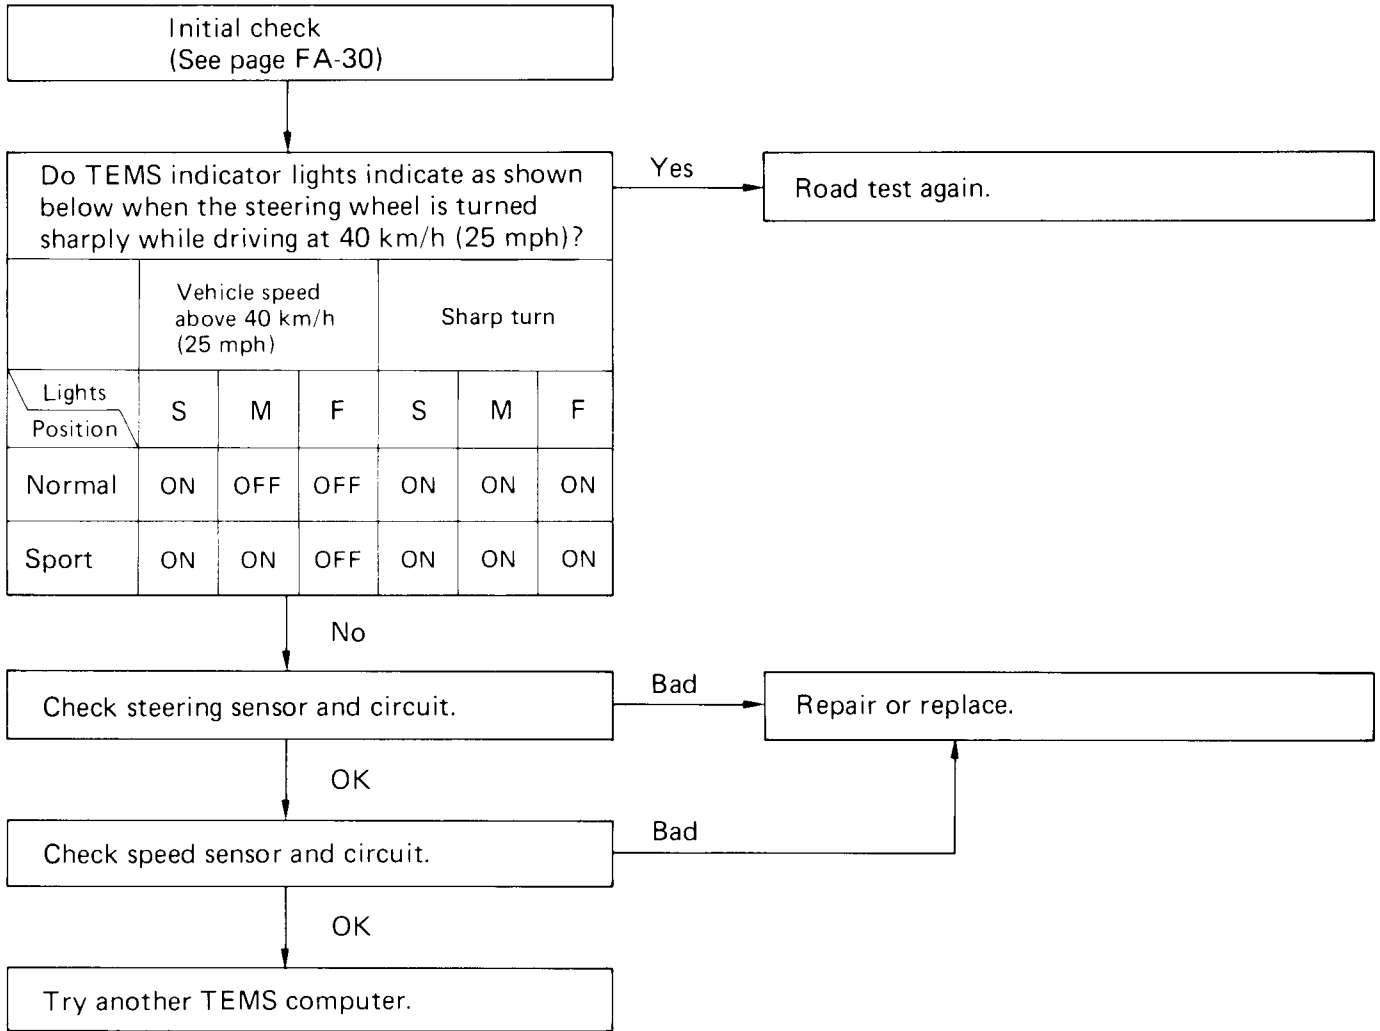 Initial check
(See page FA-30)
Do TEMS indicator lights indicate as shown
below when the steering wheel is turned
sharply while driving at 40 km/h (25 mph)?
Yes
Road test again.
Vehicle speed
above 40 km/h
(25 mph)
Sharp turn
Lights
Position
S M F S M F
Normal ON OFF OFF ON ON ON
Sport ON ON OFF ON ON ON
No
Check steering sensor and circuit.
Bad
Repair or replace.
OK
Check speed sensor and circuit.
Bad
OK
Try another TEMS computer.